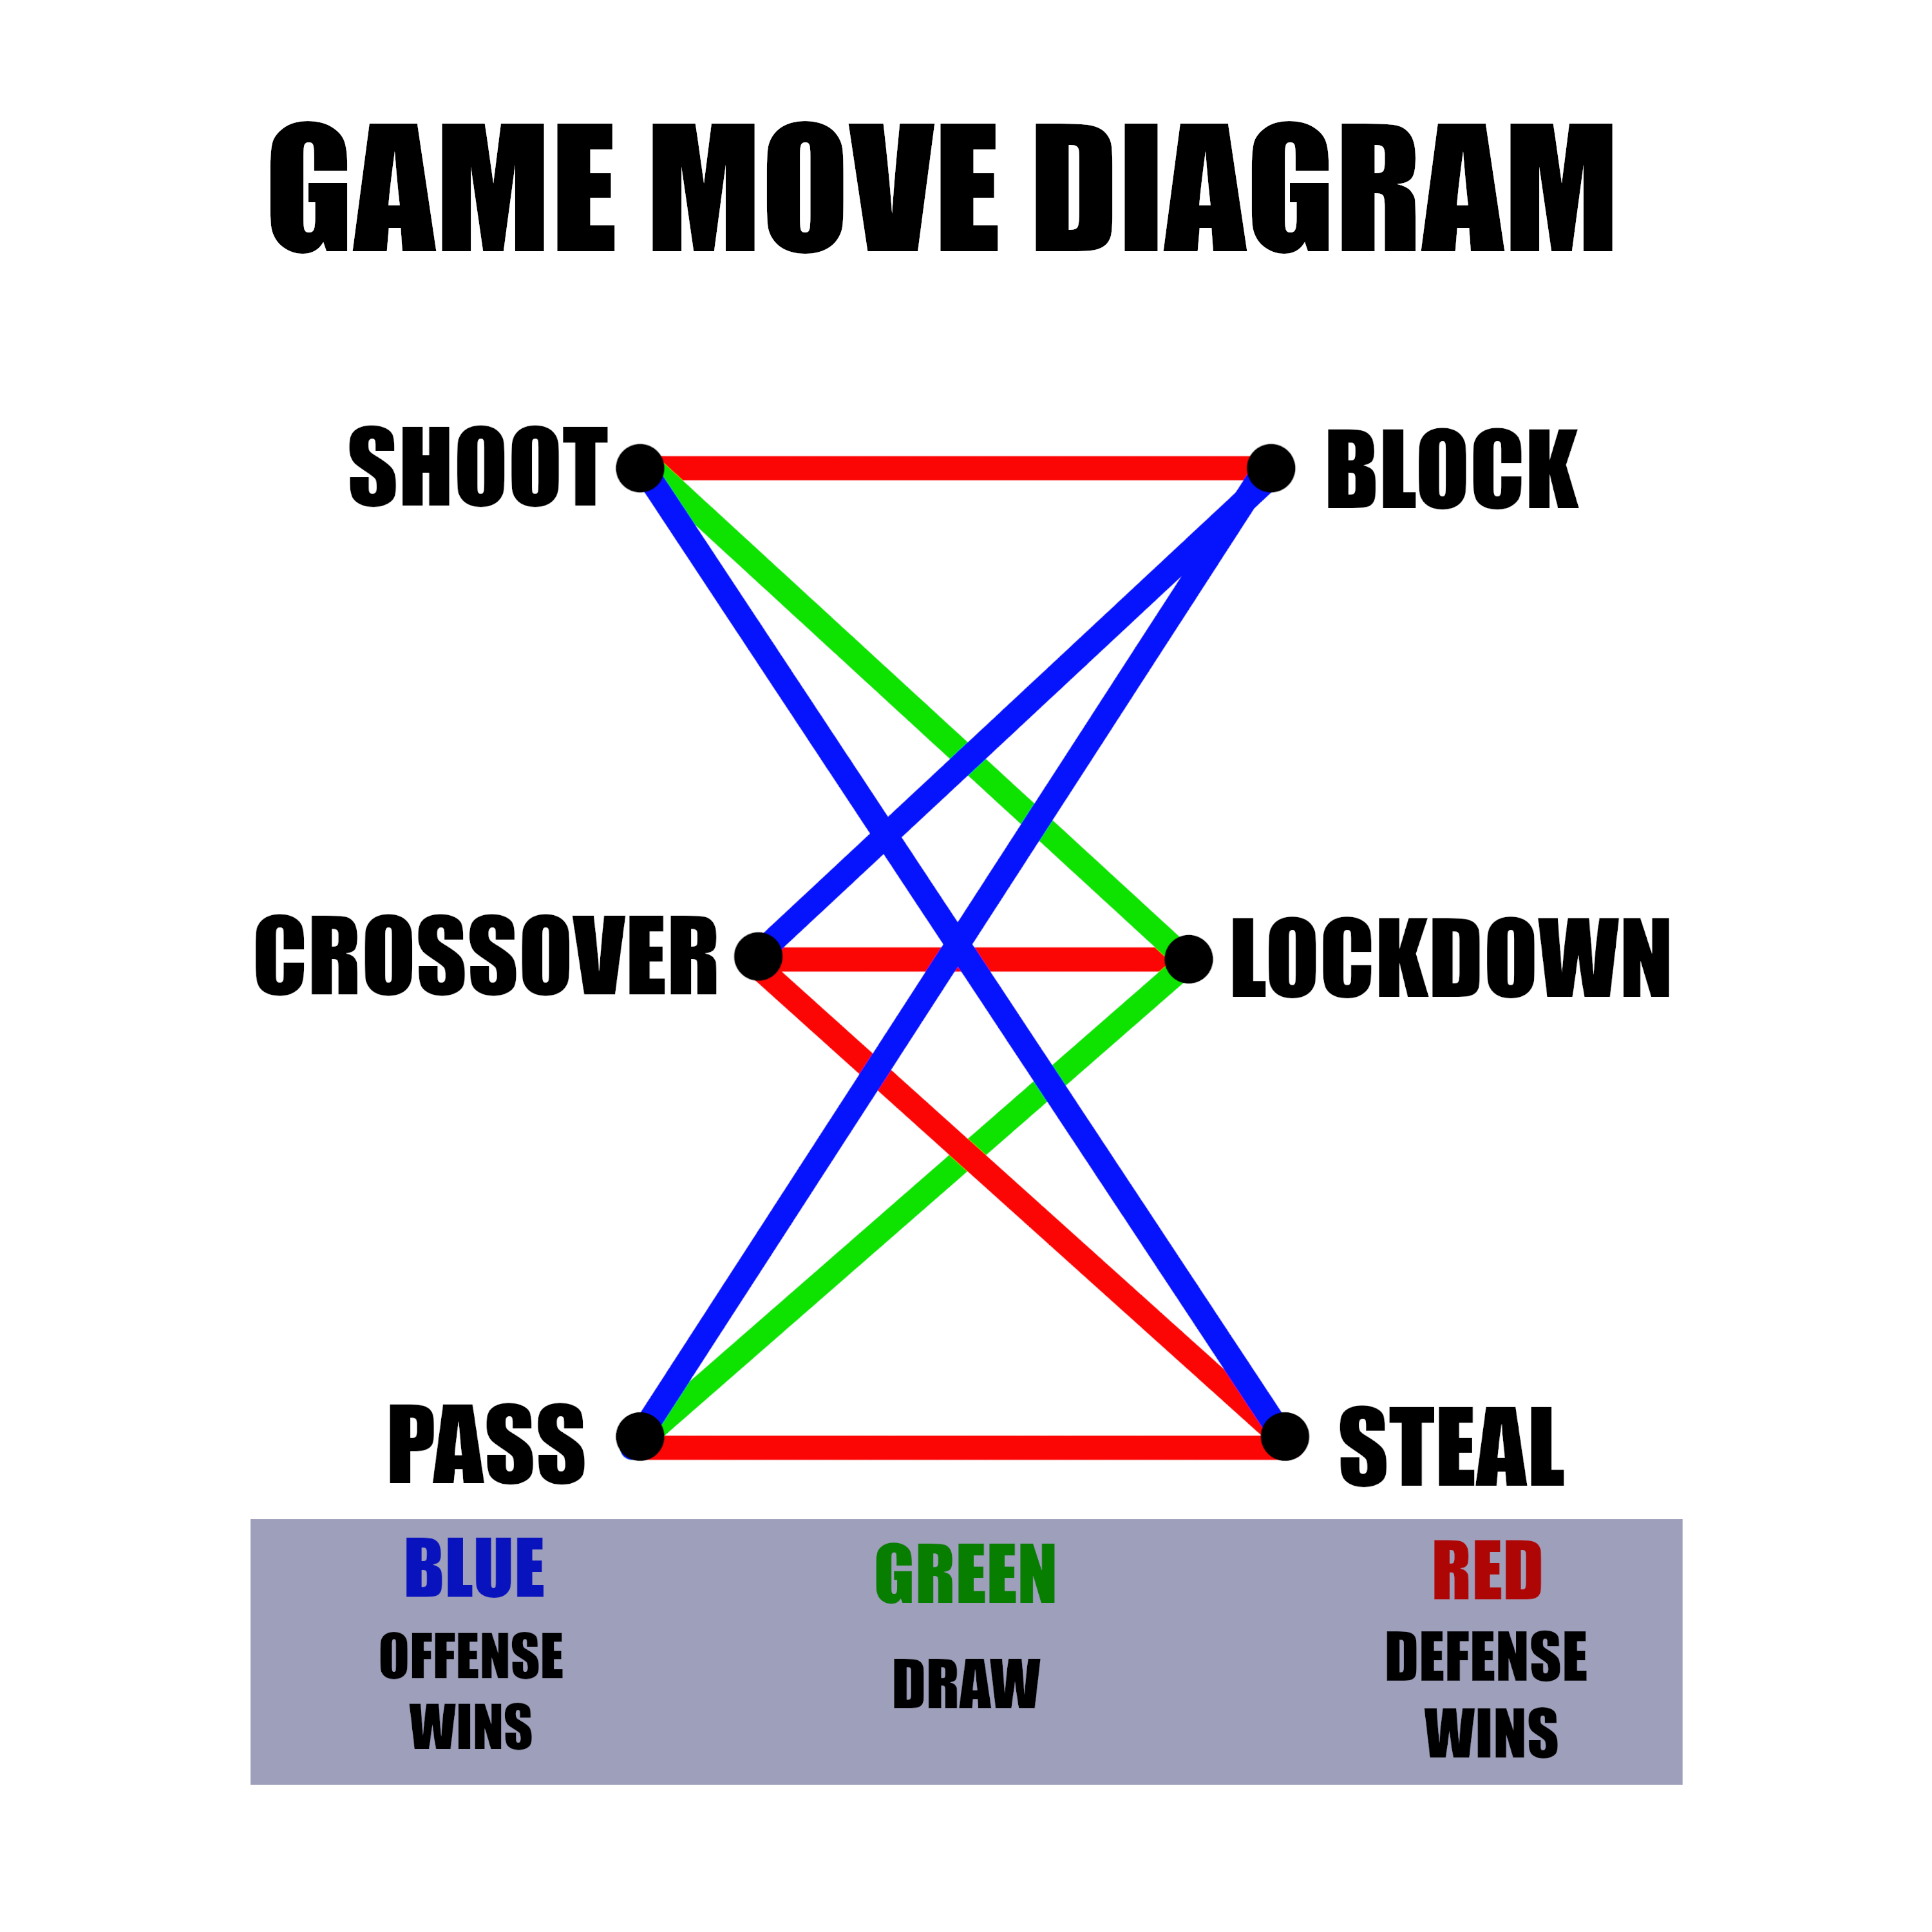 GAME MOVE DIAGRAM
SHOOT
BLOCK
CROSSOVER
LOCKDOWN
PASS
STEAL
BLUE
GREEN
RED
OFFENSE
WINS
DRAW
DEFENSE
WINS